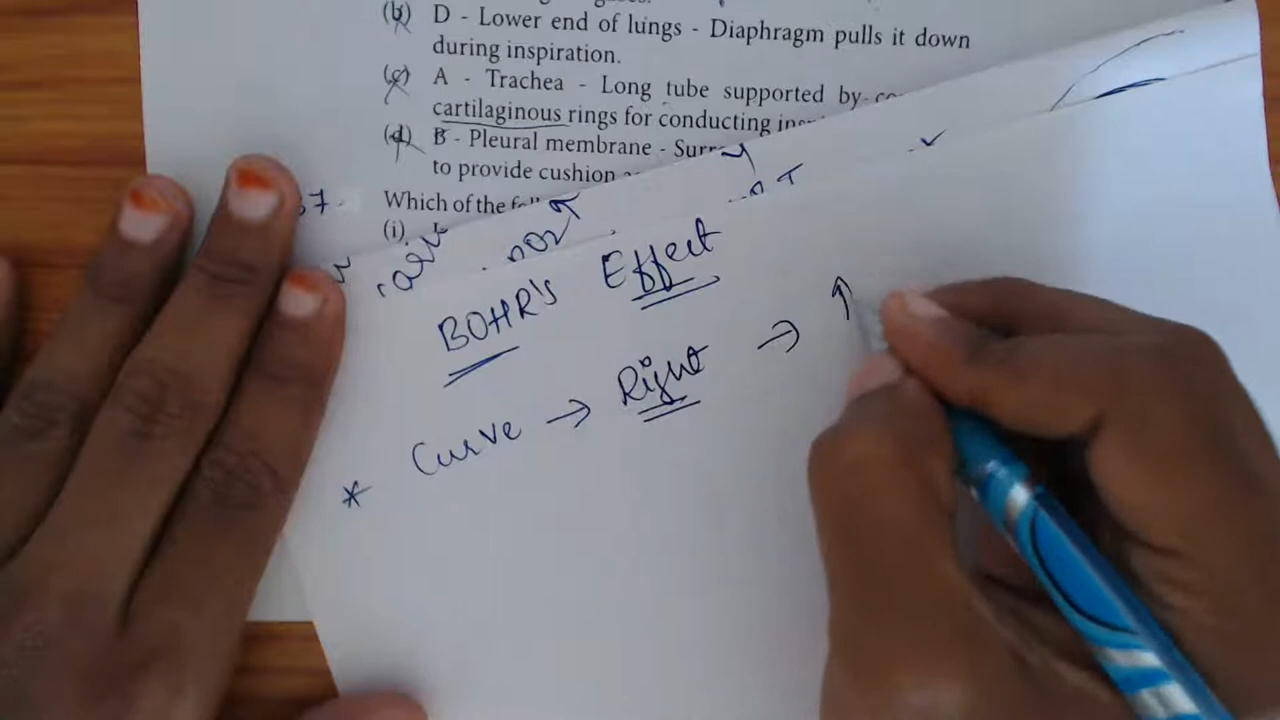 (b) D - Lower end of lungs - Diaphragm pulls it down
during inspiration.
(c) A - Trachea - Long tube supported by
cartilaginous rings for conducting
(d) B - Pleural membrane -
to provide cushion
37. Which of the
(i)
BOHR'S Effect
* Curve → Right → ↑